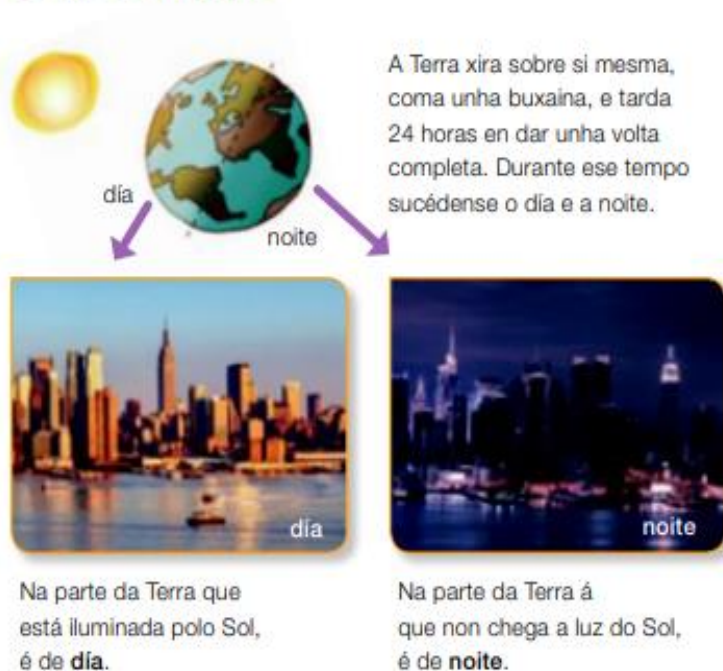 A Terra xira sobre si mesma,
coma unha buxaina, e tarda
24 horas en dar unha volta
completa. Durante ese tempo
sucédense o día e a noite.
día
noite
día
noite
Na parte da Terra que
está iluminada polo Sol,
é de día.
Na parte da Terra á
que non chega a luz do Sol,
é de noite.